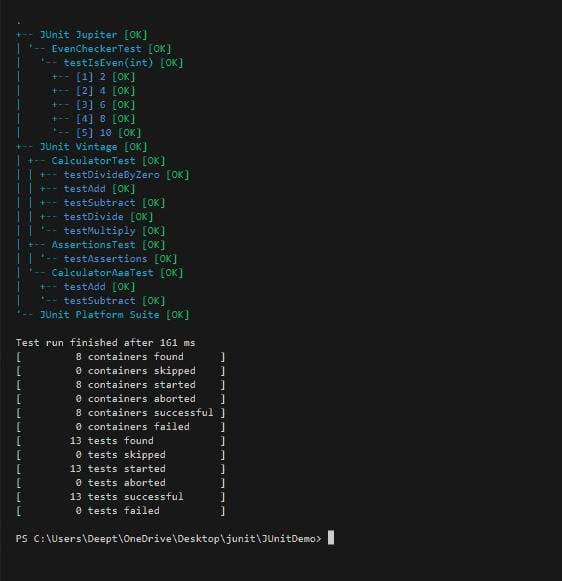 .
+-- JUnit Jupiter [OK]
| '-- EvenCheckerTest [OK]
|   '-- testIsEven(int) [OK]
|     +-- [1] 2 [OK]
|     +-- [2] 4 [OK]
|     +-- [3] 6 [OK]
|     +-- [4] 8 [OK]
|     '-- [5] 10 [OK]
+-- JUnit Vintage [OK]
| +-- CalculatorTest [OK]
| | +-- testDivideByZero [OK]
| | +-- testAdd [OK]
| | +-- testSubtract [OK]
| | +-- testDivide [OK]
| | '-- testMultiply [OK]
| +-- AssertionsTest [OK]
| | '-- testAssertions [OK]
| '-- CalculatorAaaTest [OK]
|   +-- testAdd [OK]
|   '-- testSubtract [OK]
'-- JUnit Platform Suite [OK]

Test run finished after 161 ms
[         8 containers found      ]
[         0 containers skipped    ]
[         8 containers started    ]
[         0 containers aborted    ]
[         8 containers successful ]
[         0 containers failed     ]
[        13 tests found           ]
[         0 tests skipped         ]
[        13 tests started         ]
[         0 tests aborted         ]
[        13 tests successful      ]
[         0 tests failed          ]

PS C:\Users\Deept\OneDrive\Desktop\junit\JUnitDemo>